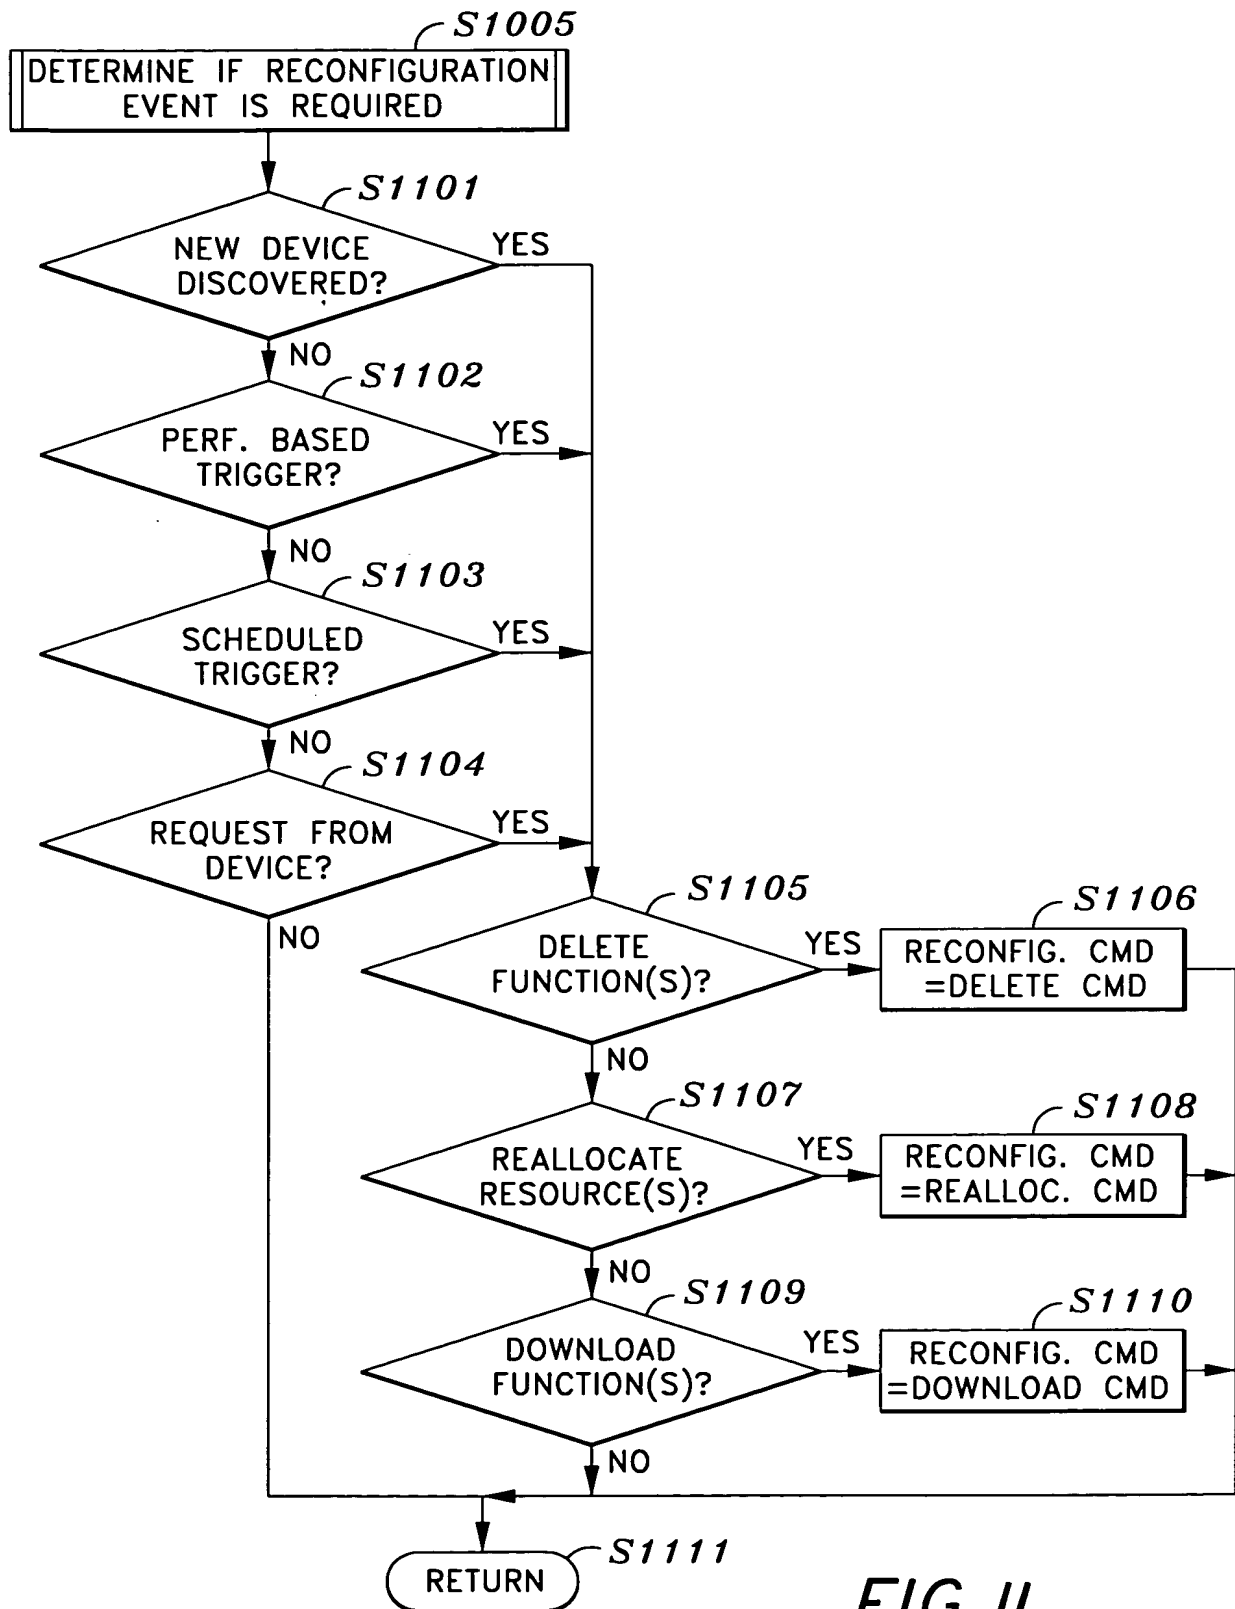 S1005
DETERMINE IF RECONFIGURATION
EVENT IS REQUIRED
S1101
NEW DEVICE
DISCOVERED?
YES
NO
S1102
PERF. BASED
TRIGGER?
YES
NO
S1103
SCHEDULED
TRIGGER?
YES
NO
S1104
REQUEST FROM
DEVICE?
YES
NO
S1105
DELETE
FUNCTION(S)?
YES
S1106
RECONFIG. CMD
=DELETE CMD
NO
S1107
REALLOCATE
RESOURCE(S)?
YES
S1108
RECONFIG. CMD
=REALLOC. CMD
NO
S1109
DOWNLOAD
FUNCTION(S)?
YES
S1110
RECONFIG. CMD
=DOWNLOAD CMD
NO
S1111
RETURN
FIG. 11